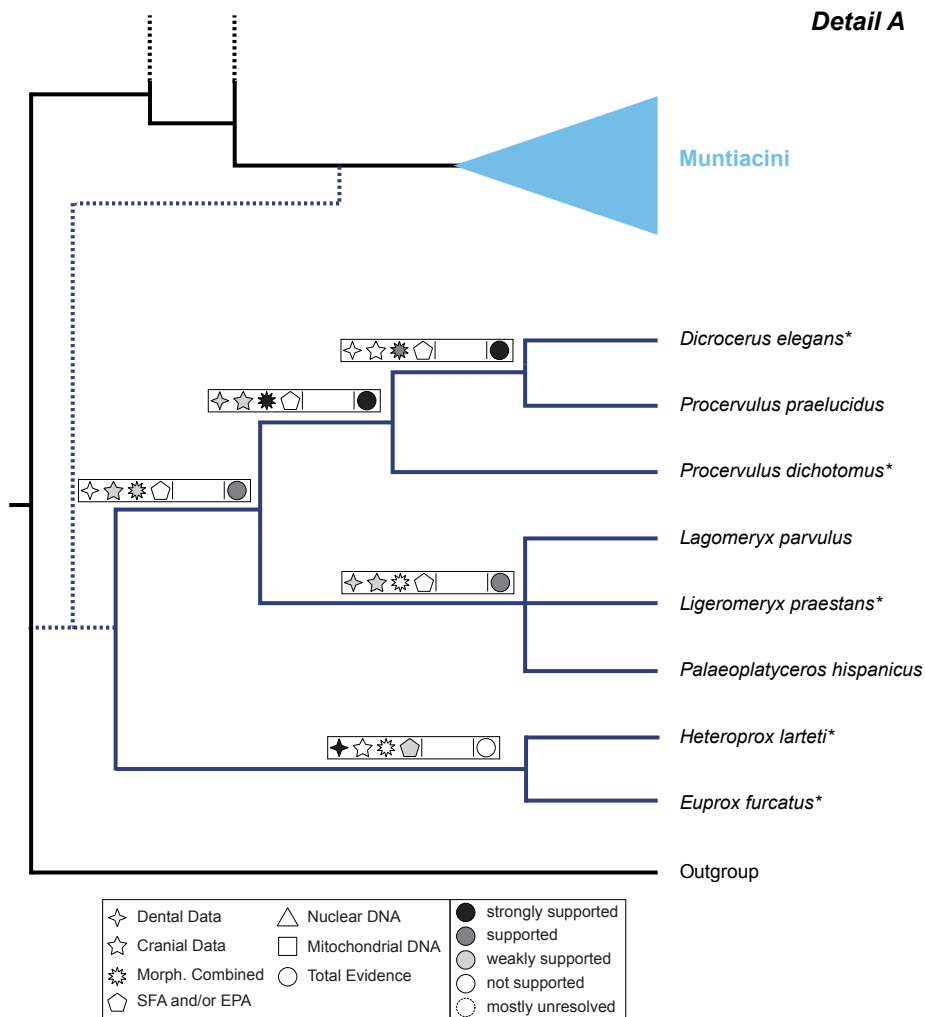 Detail A
Muntiacini
Dicrocerus elegans*
Procervulus praelucidus
Procervulus dichotomus*
Lagomeryx parvulus
Ligeromeryx praestans*
Palaeoplatyceros hispanicus
Heteroprox larteti*
Euprox furcatus*
Outgroup
Dental Data
Cranial Data
Morph. Combined
SFA and/or EPA
Nuclear DNA
Mitochondrial DNA
Total Evidence
strongly supported
supported
weakly supported
not supported
mostly unresolved